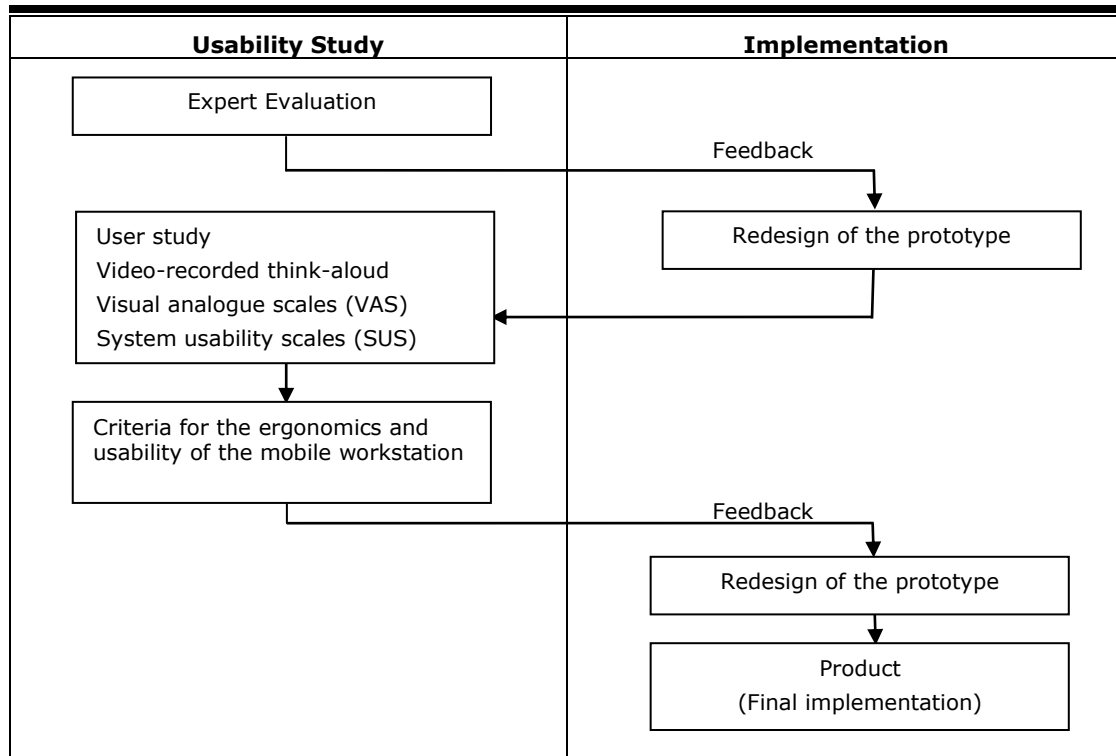 Usability Study
Implementation
Expert Evaluation
Feedback
Redesign of the prototype
User study
Video-recorded think-aloud
Visual analogue scales (VAS)
System usability scales (SUS)
Criteria for the ergonomics and
usability of the mobile workstation
Feedback
Redesign of the prototype
Product
(Final implementation)